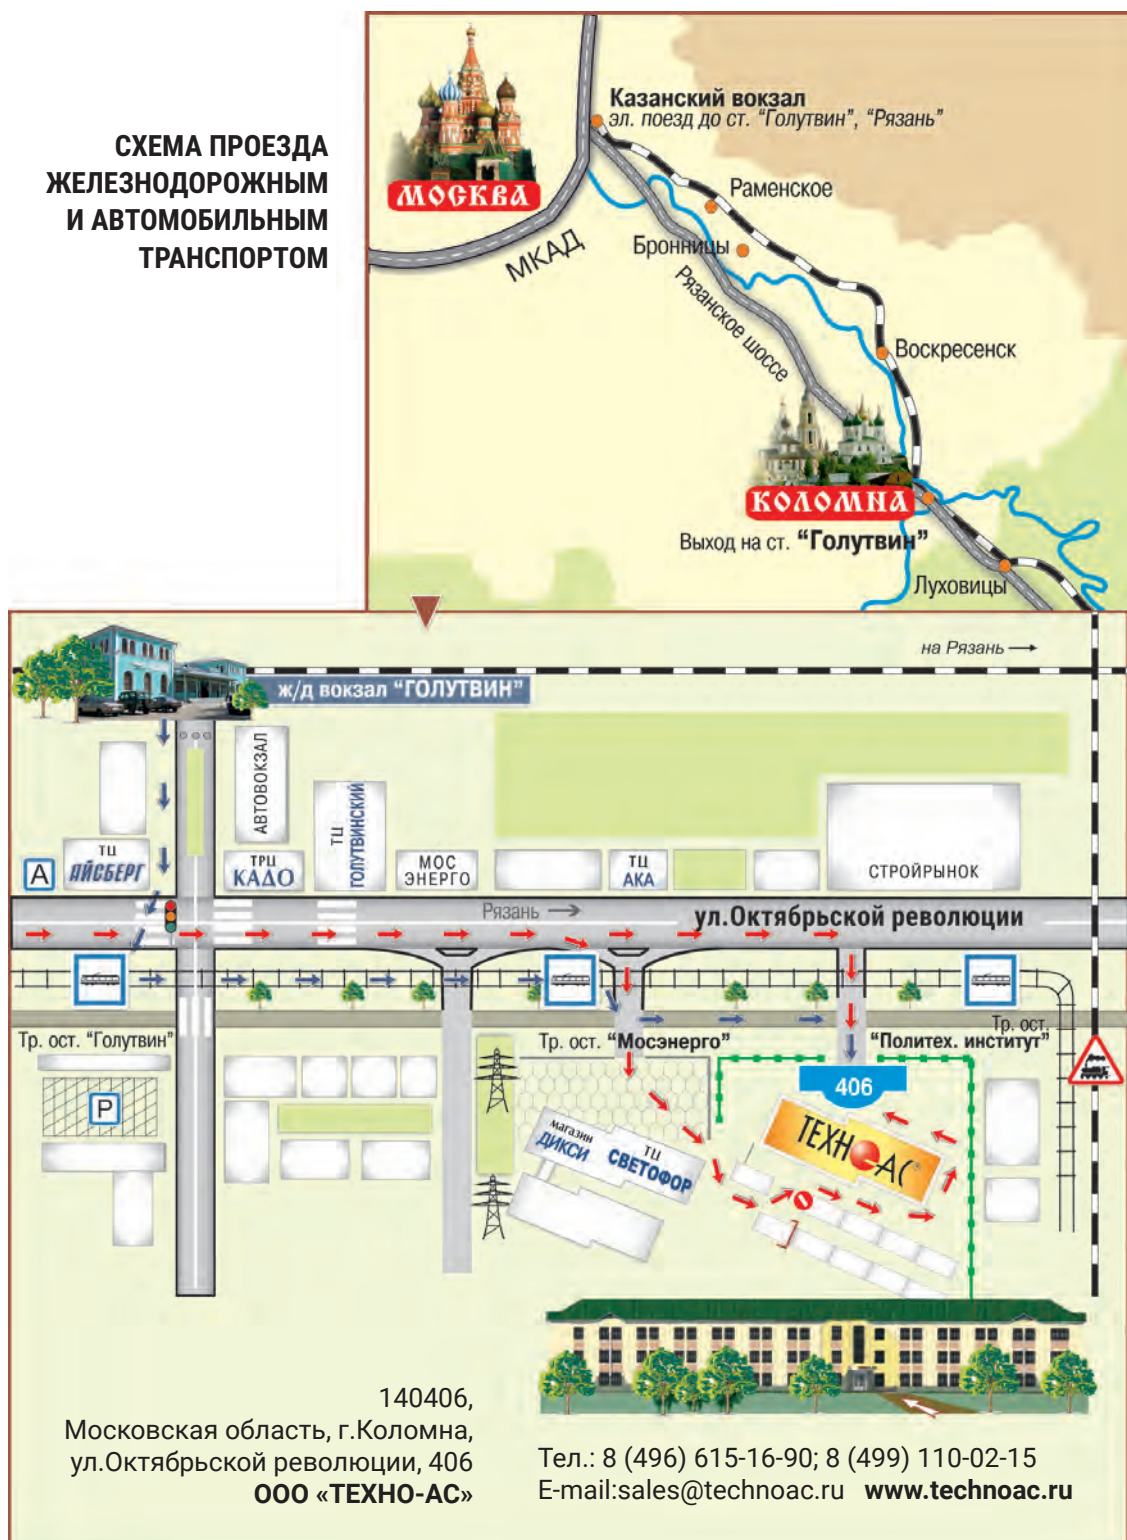 СХЕМА ПРОЕЗДА
ЖЕЛЕЗНОДОРОЖНЫМ
И АВТОМОБИЛЬНЫМ
ТРАНСПОРТОМ
МОСКВА
Казанский вокзал
эл. поезд до ст. "Голутвин", "Рязань"
Раменское
Бронницы
МКАД
Рязанское шоссе
Воскресенск
КОЛОМНА
Выход на ст. "Голутвин"
Луховицы
на Рязань
ж/д вокзал "ГОЛУТВИН"
АВТОВОКЗАЛ
ТЦ
ГОЛУТВИНСКИЙ
A
ТЦ
АЙСБЕРГ
ТРЦ
КАДО
МОС
ЭНЕРГО
ТЦ
АКА
СТРОЙРЫНОК
Рязань
ул.Октябрьской революции
Тр. ост. "Голутвин"
Тр. ост. "Мосэнерго"
Тр. ост.
"Политех. институт"
406
P
магазин
ДИКСИ
ТЦ
СВЕТОФОР
ТЕХНО-АС®
140406,
Московская область, г.Коломна,
ул.Октябрьской революции, 406
ООО «ТЕХНО-АС»
Тел.: 8 (496) 615-16-90; 8 (499) 110-02-15
E-mail:sales@technoac.ru www.technoac.ru